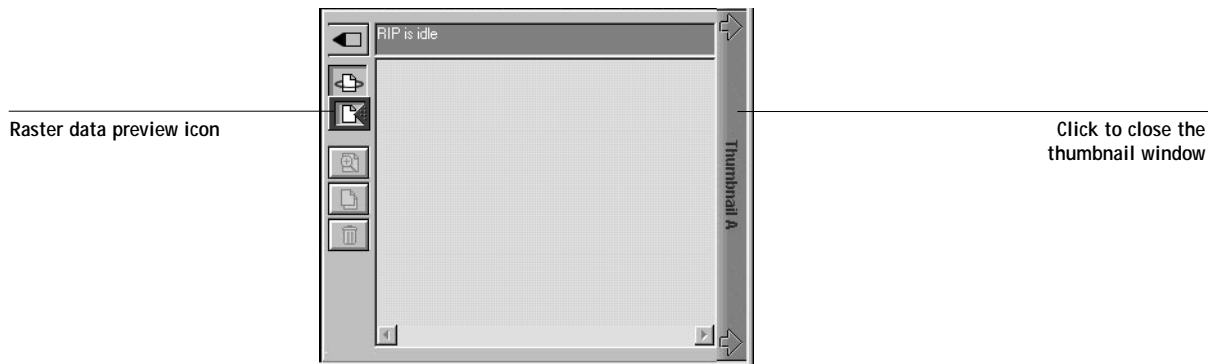 RIP is idle
Raster data preview icon
Click to close the
thumbnail window
Thumbnail A